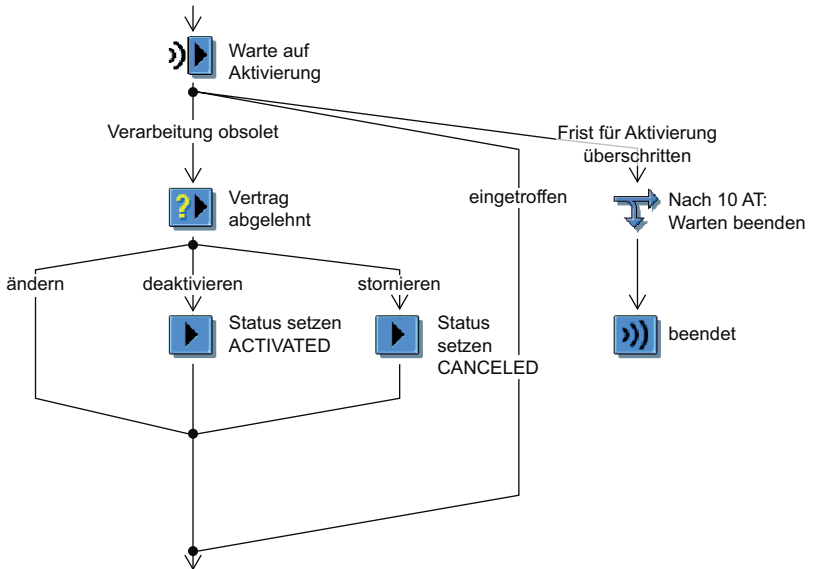 Warte auf
Aktivierung
Verarbeitung obsolet
Frist für Aktivierung
überschritten
Vertrag
abgelehnt
eingetroffen
Nach 10 AT:
Warten beenden
ändern
deaktivieren
stornieren
Status setzen
ACTIVATED
Status
setzen
CANCELED
beendet